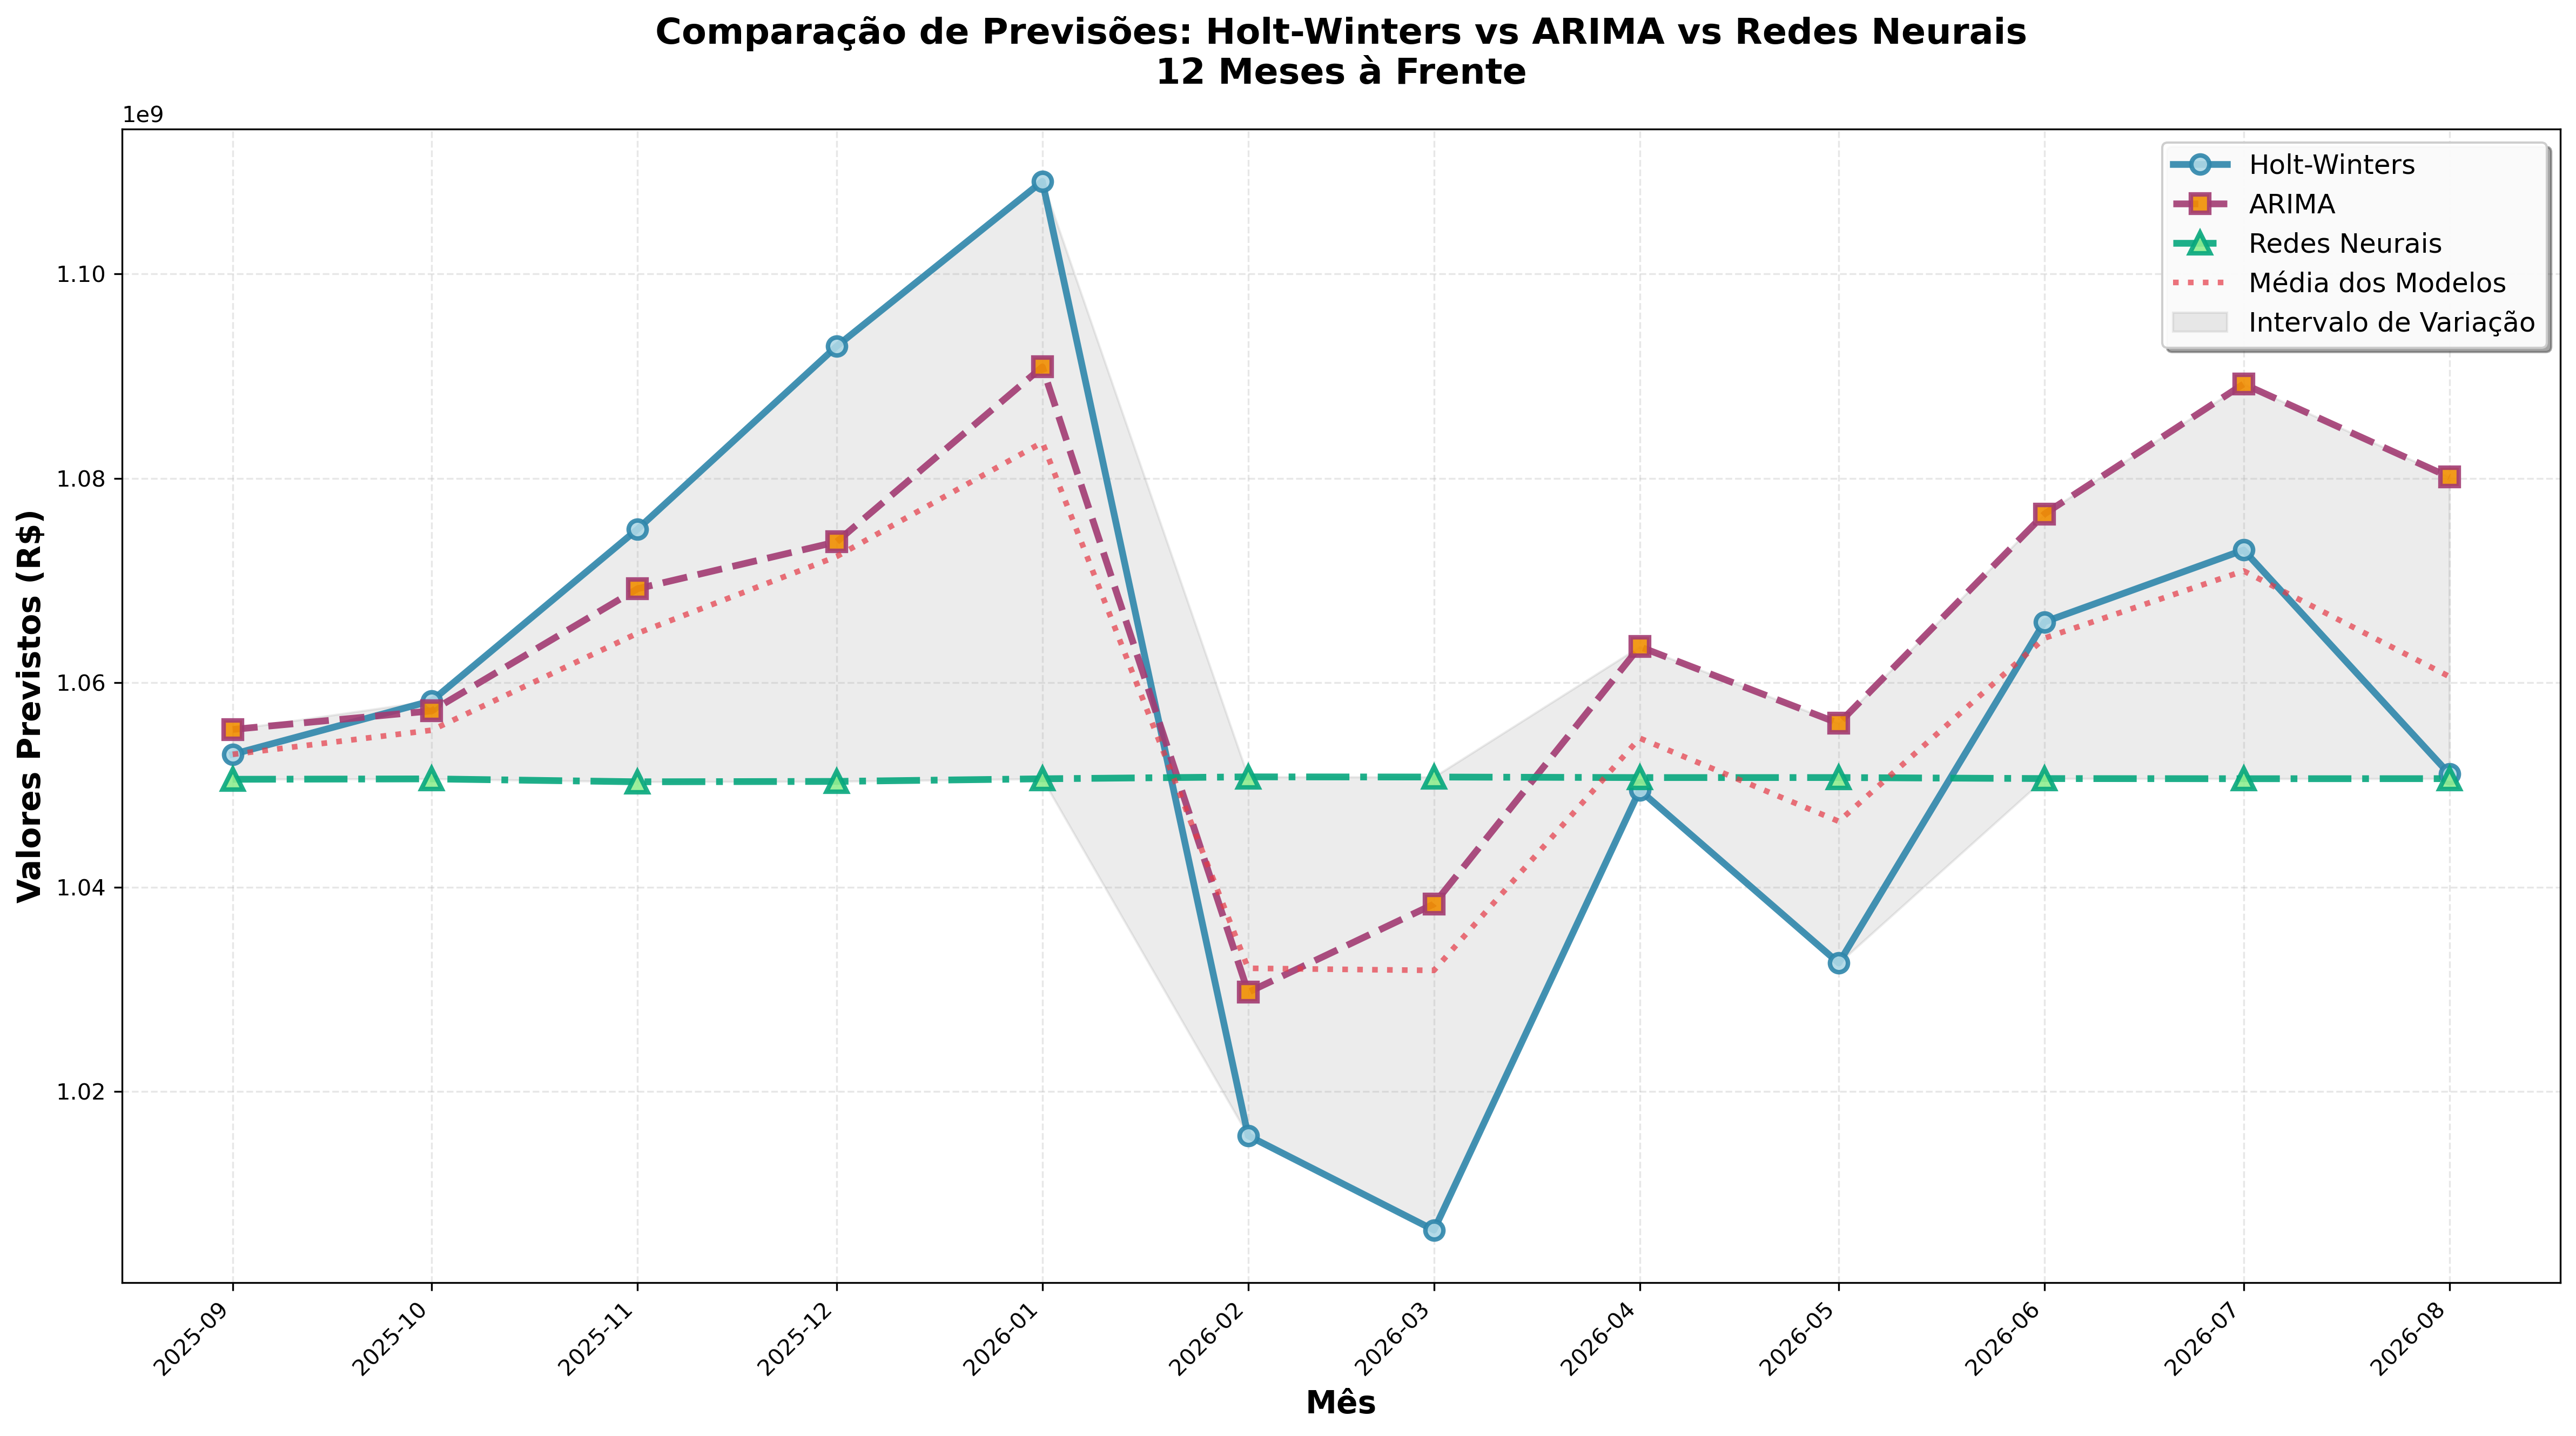 Comparação de Previsões: Holt-Winters vs ARIMA vs Redes Neurais
12 Meses à Frente
1e9
Holt-Winters
ARIMA
Redes Neurais
Média dos Modelos
Intervalo de Variação
Valores Previstos (R$)
1.10
1.08
1.06
1.04
1.02
2025-09
2025-10
2025-11
2025-12
2026-01
2026-02
2026-03
2026-04
2026-05
2026-06
2026-07
2026-08
Mês